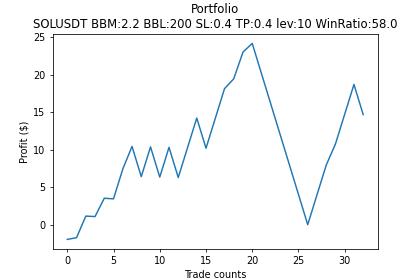 Portfolio
SOLUSDT BBM:2.2 BBL:200 SL:0.4 TP:0.4 lev:10 WinRatio:58.0
25
20
15
10
5
0
Profit ($)
0 5 10 15 20 25 30
Trade counts